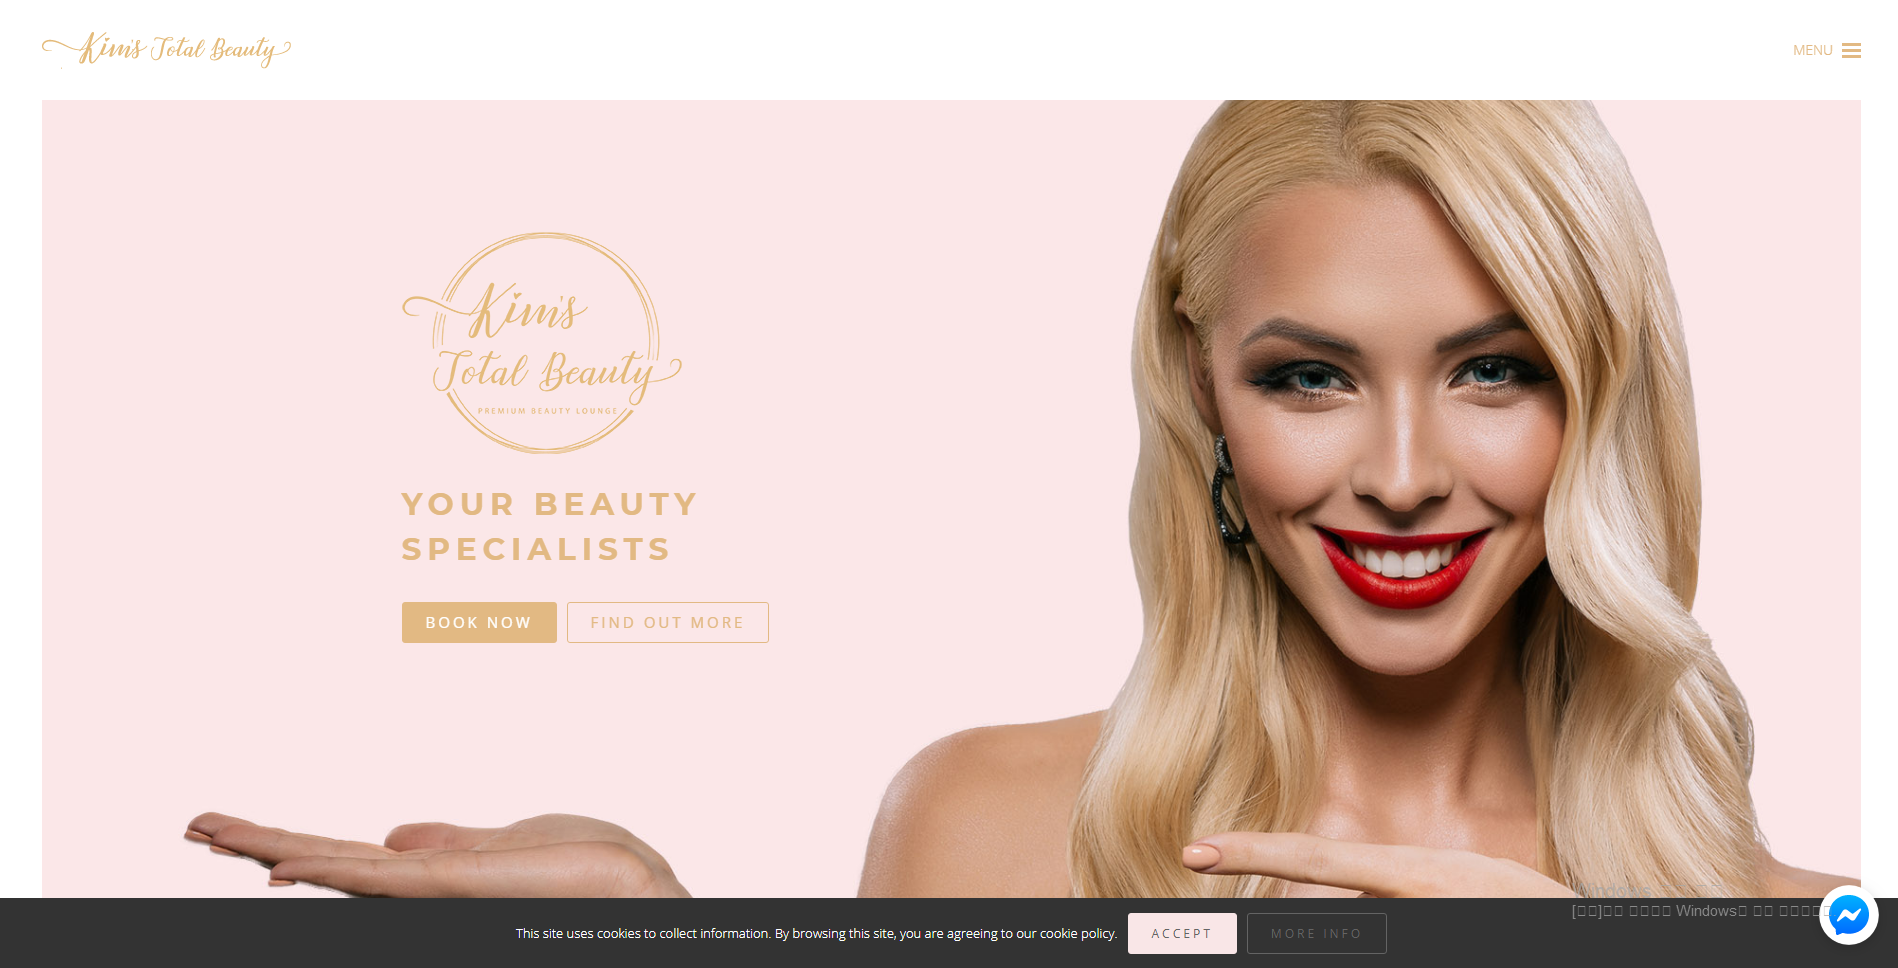 Kim's Total Beauty
MENU
Kim's
Total Beauty
PREMIUM BEAUTY LOUNGE
YOUR BEAUTY
SPECIALISTS
BOOK NOW
FIND OUT MORE
Windows
Windows
This site uses cookies to collect information. By browsing this site, you are agreeing to our cookie policy.
ACCEPT
MORE INFO